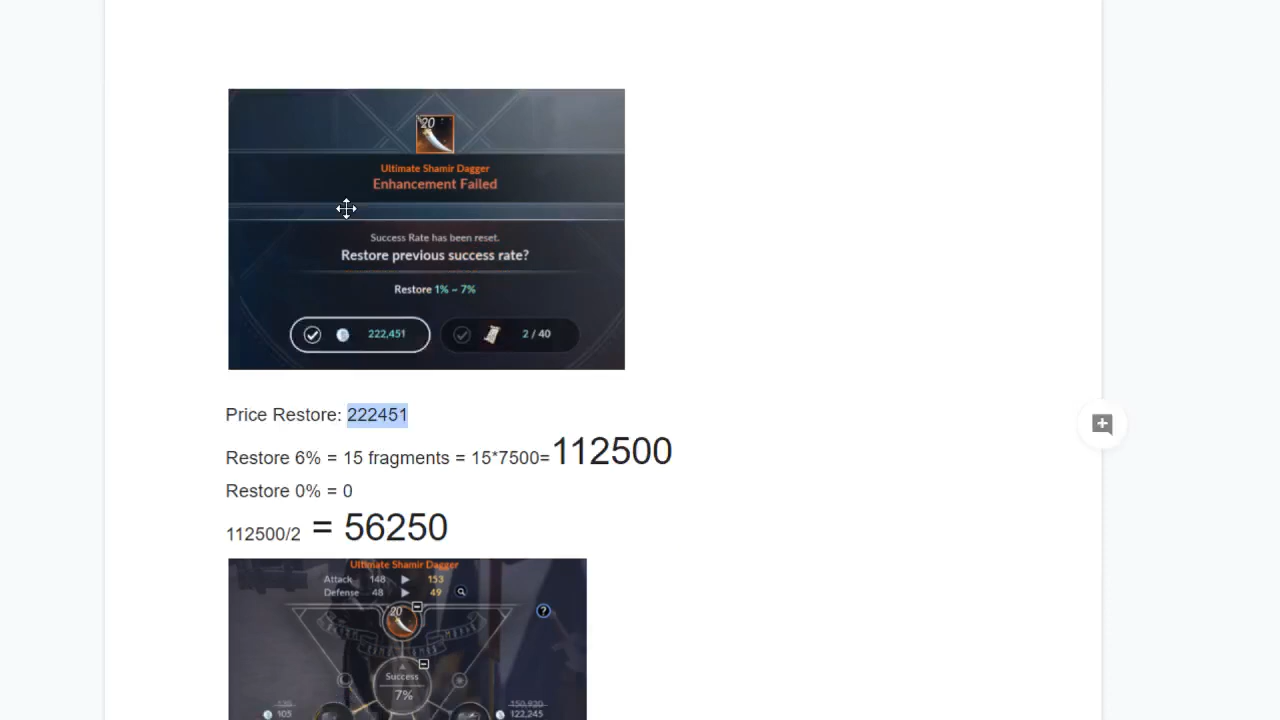 20
Ultimate Shamir Dagger
Enhancement Failed
Success Rate has been reset.
Restore previous success rate?
Restore 1% ~ 7%
222,451
2 / 40
Price Restore: 222451
Restore 6% = 15 fragments = 15*7500=112500
Restore 0% = 0
112500/2 = 56250
Ultimate Shamir Dagger
Attack 148 ▶ 153
Defense 48 ▶ 49
20
?
Success
7%
130
150,920
105
122,245